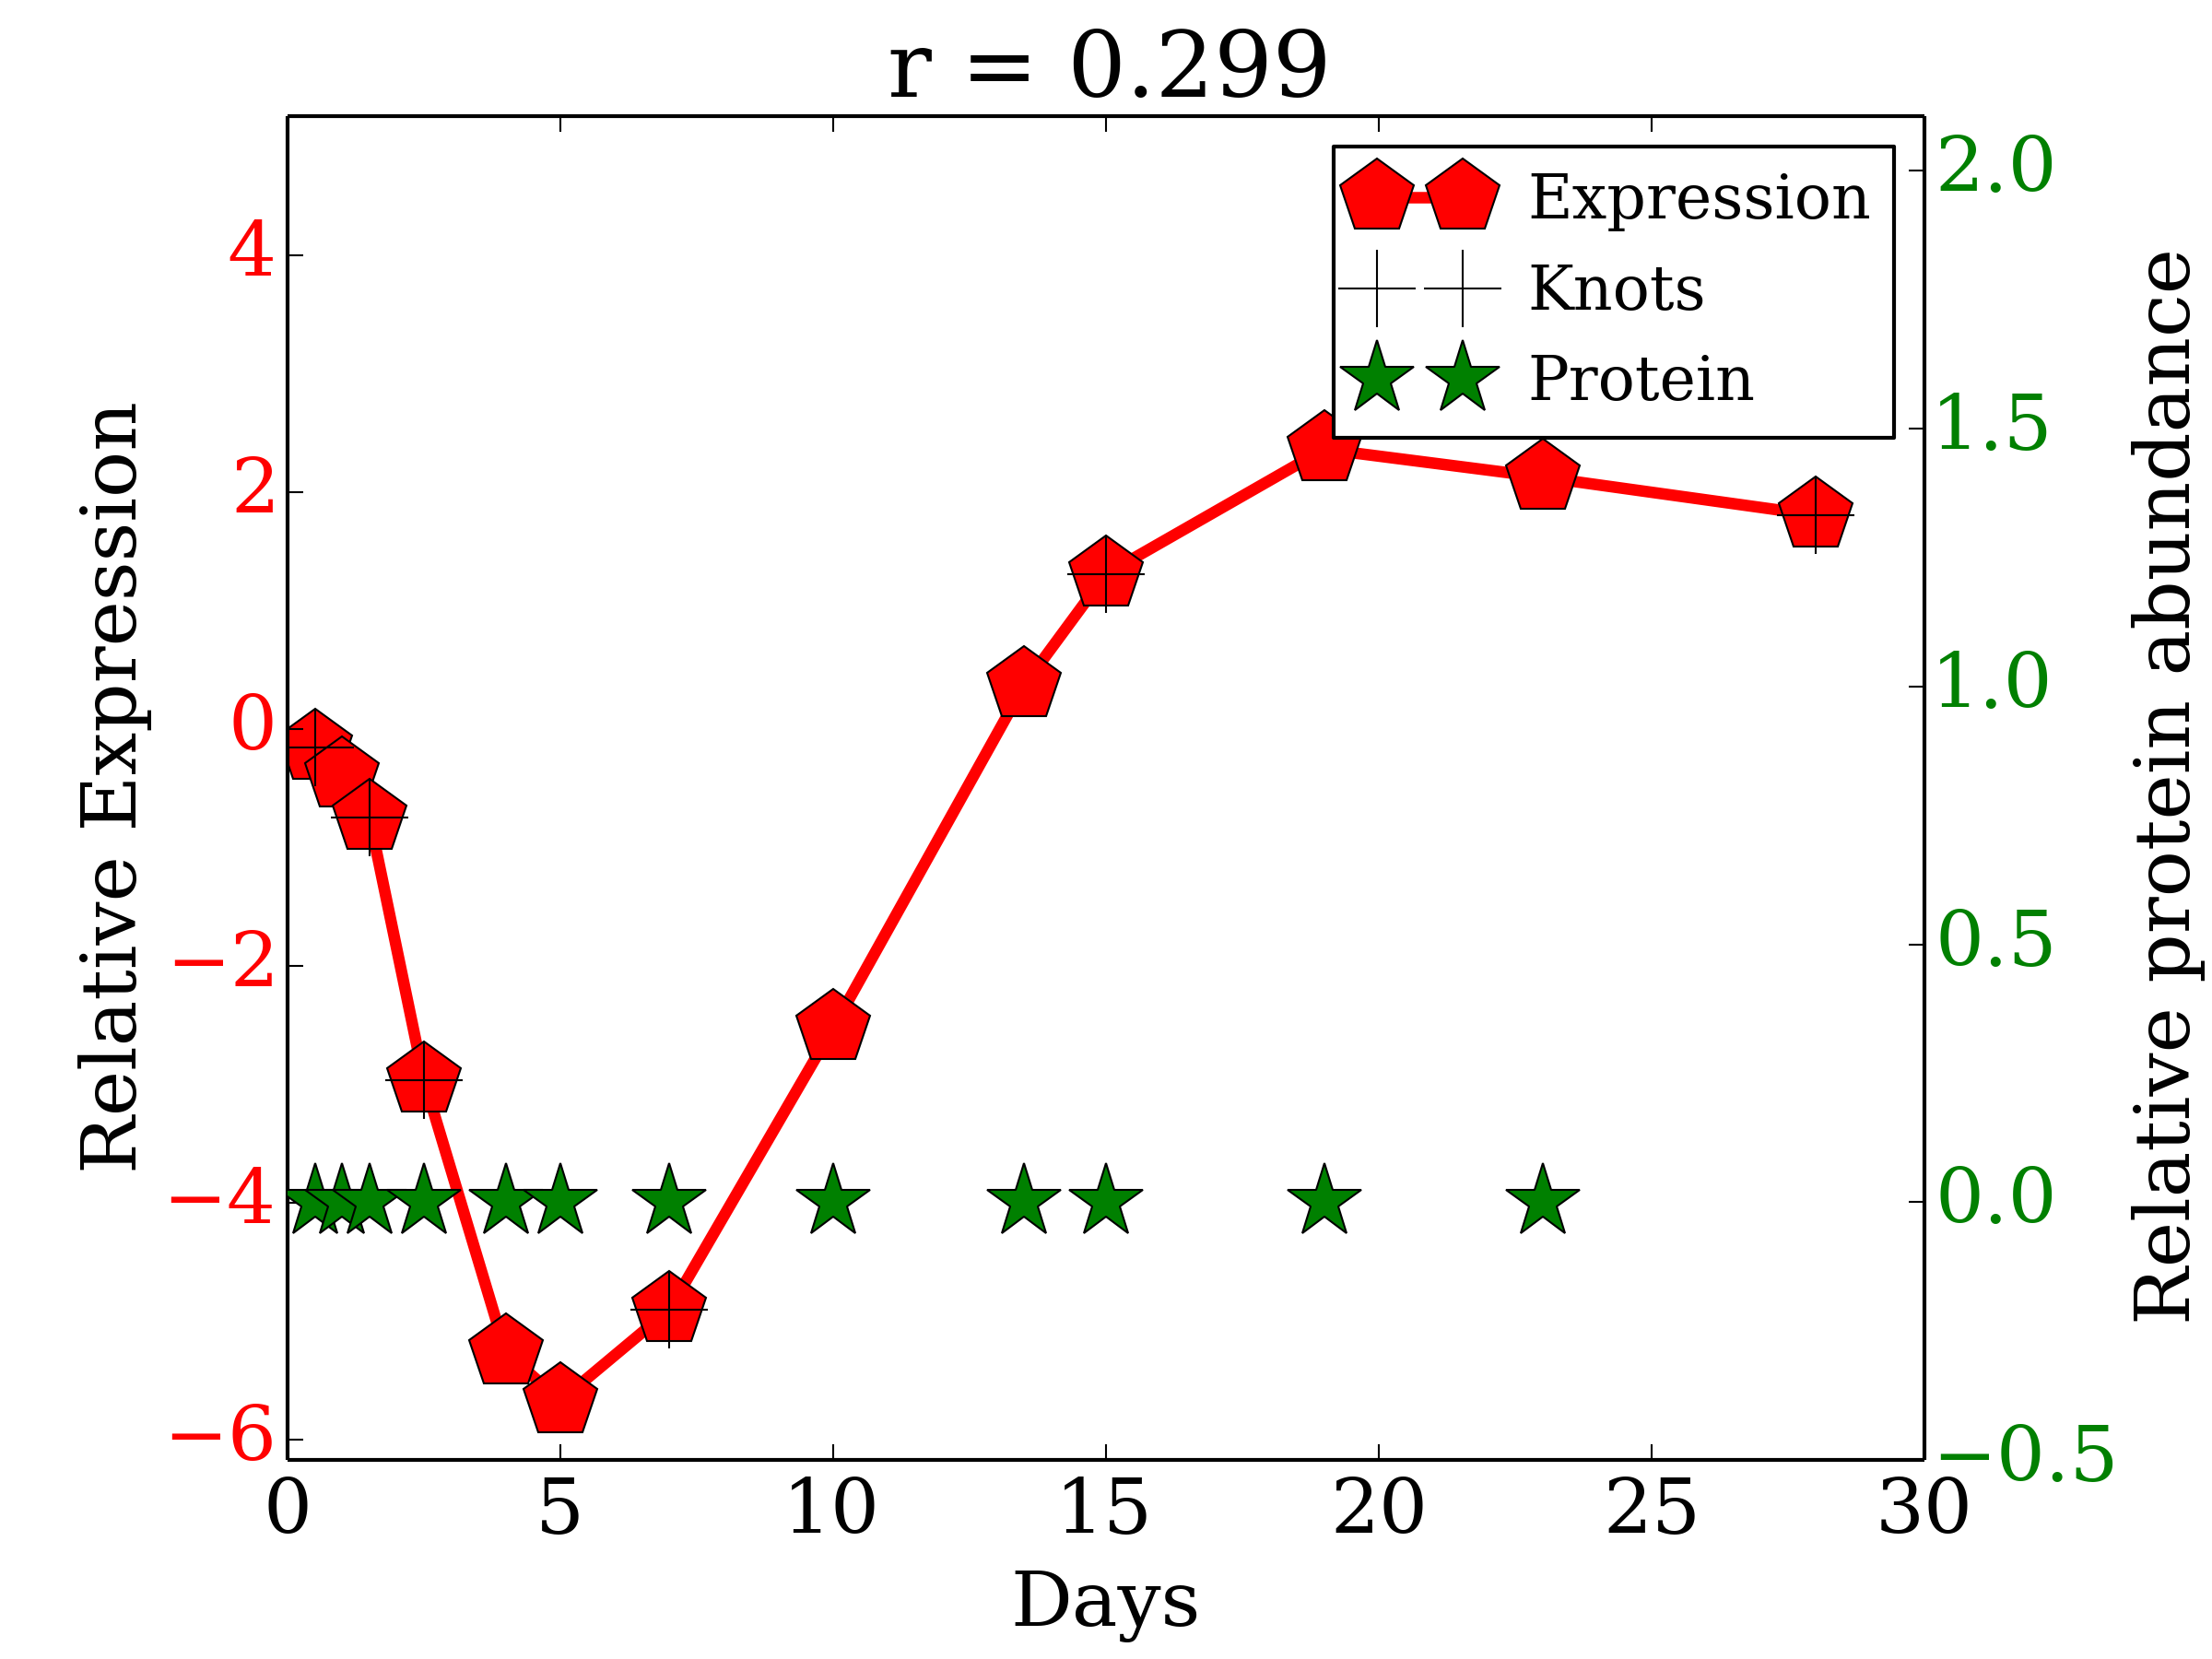 r = 0.299
Expression
Knots
Protein
Relative Expression
4
2
0
−2
−4
−6
2.0
1.5
1.0
0.5
0.0
−0.5
Relative protein abundance
0 5 10 15 20 25 30
Days